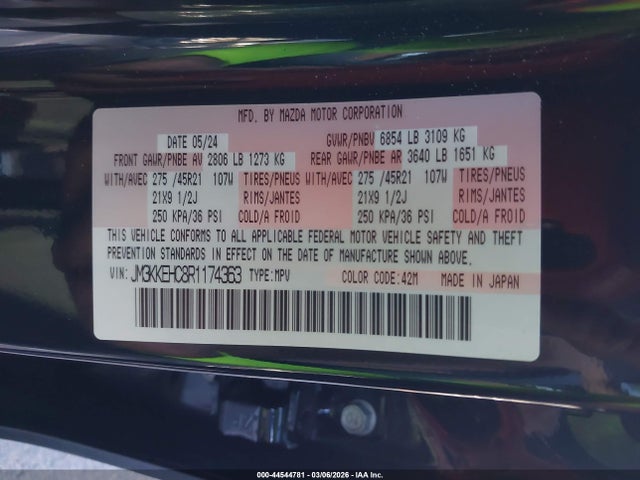 MFD. BY MAZDA MOTOR CORPORATION
DATE 05/24 GVWR/PNBV 6854 LB 3109 KG
FRONT GAWR/PNBE AV 2806 LB 1273 KG REAR GAWR/PNBE AR 3640 LB 1651 KG
WITH/AVEC 275 /45R21 107W TIRES/PNEUS WITH/AVEC 275 /45R21 107W TIRES/PNEUS
21X9 1/2J RIMS/JANTES 21X9 1/2J RIMS/JANTES
250 KPA/36 PSI COLD/A FROID 250 KPA/36 PSI COLD/A FROID
THIS VEHICLE CONFORMS TO ALL APPLICABLE FEDERAL MOTOR VEHICLE SAFETY AND THEFT
PREVENTION STANDARDS IN EFFECT ON THE DATE OF MANUFACTURE SHOWN ABOVE.
VIN: JM3KKEHC8R1174363 TYPE:MPV COLOR CODE:42M MADE IN JAPAN
000-44544781 - 03/06/2026 - IAA Inc.